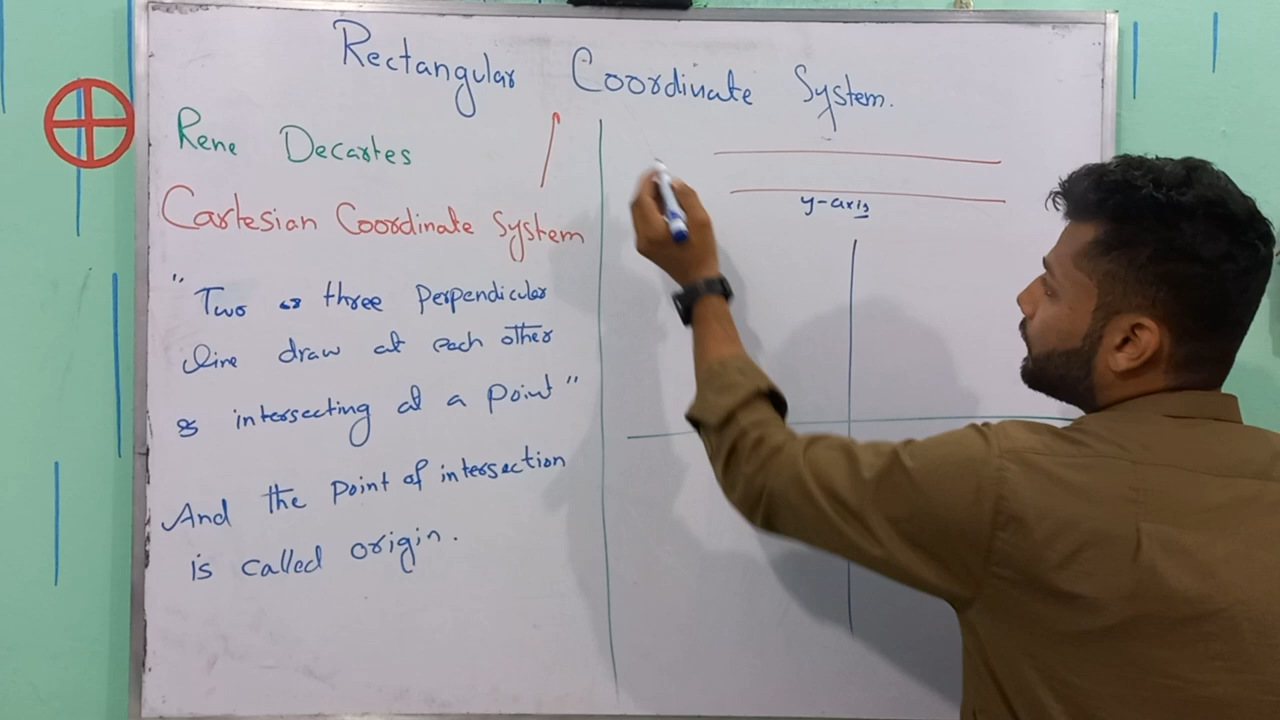 Rectangular Coordinate System.
Rene Decartes
Cartesian Coordinate System
"Two or three perpendicular
line draw at each other
& intersecting at a point"
And the point of intersection
is called origin.
y-axis